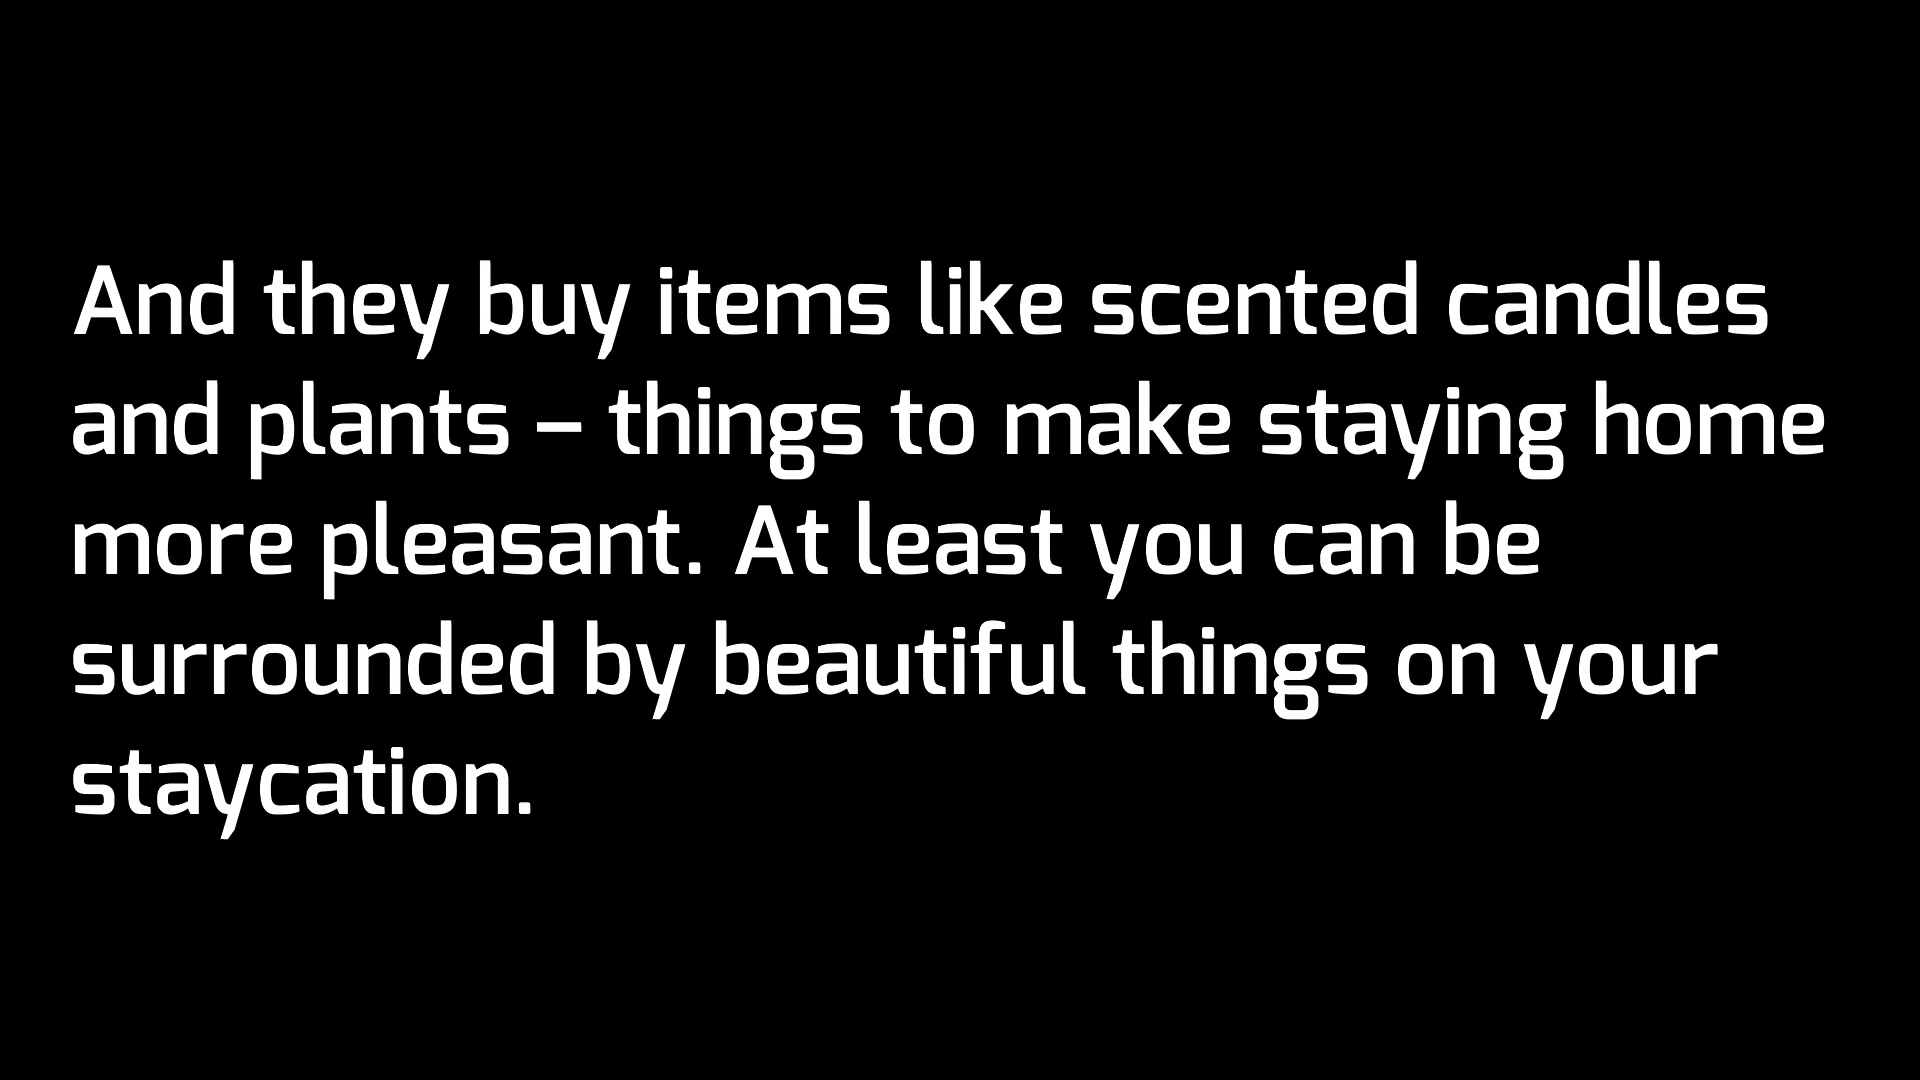 And they buy items like scented candles
and plants – things to make staying home
more pleasant. At least you can be
surrounded by beautiful things on your
staycation.